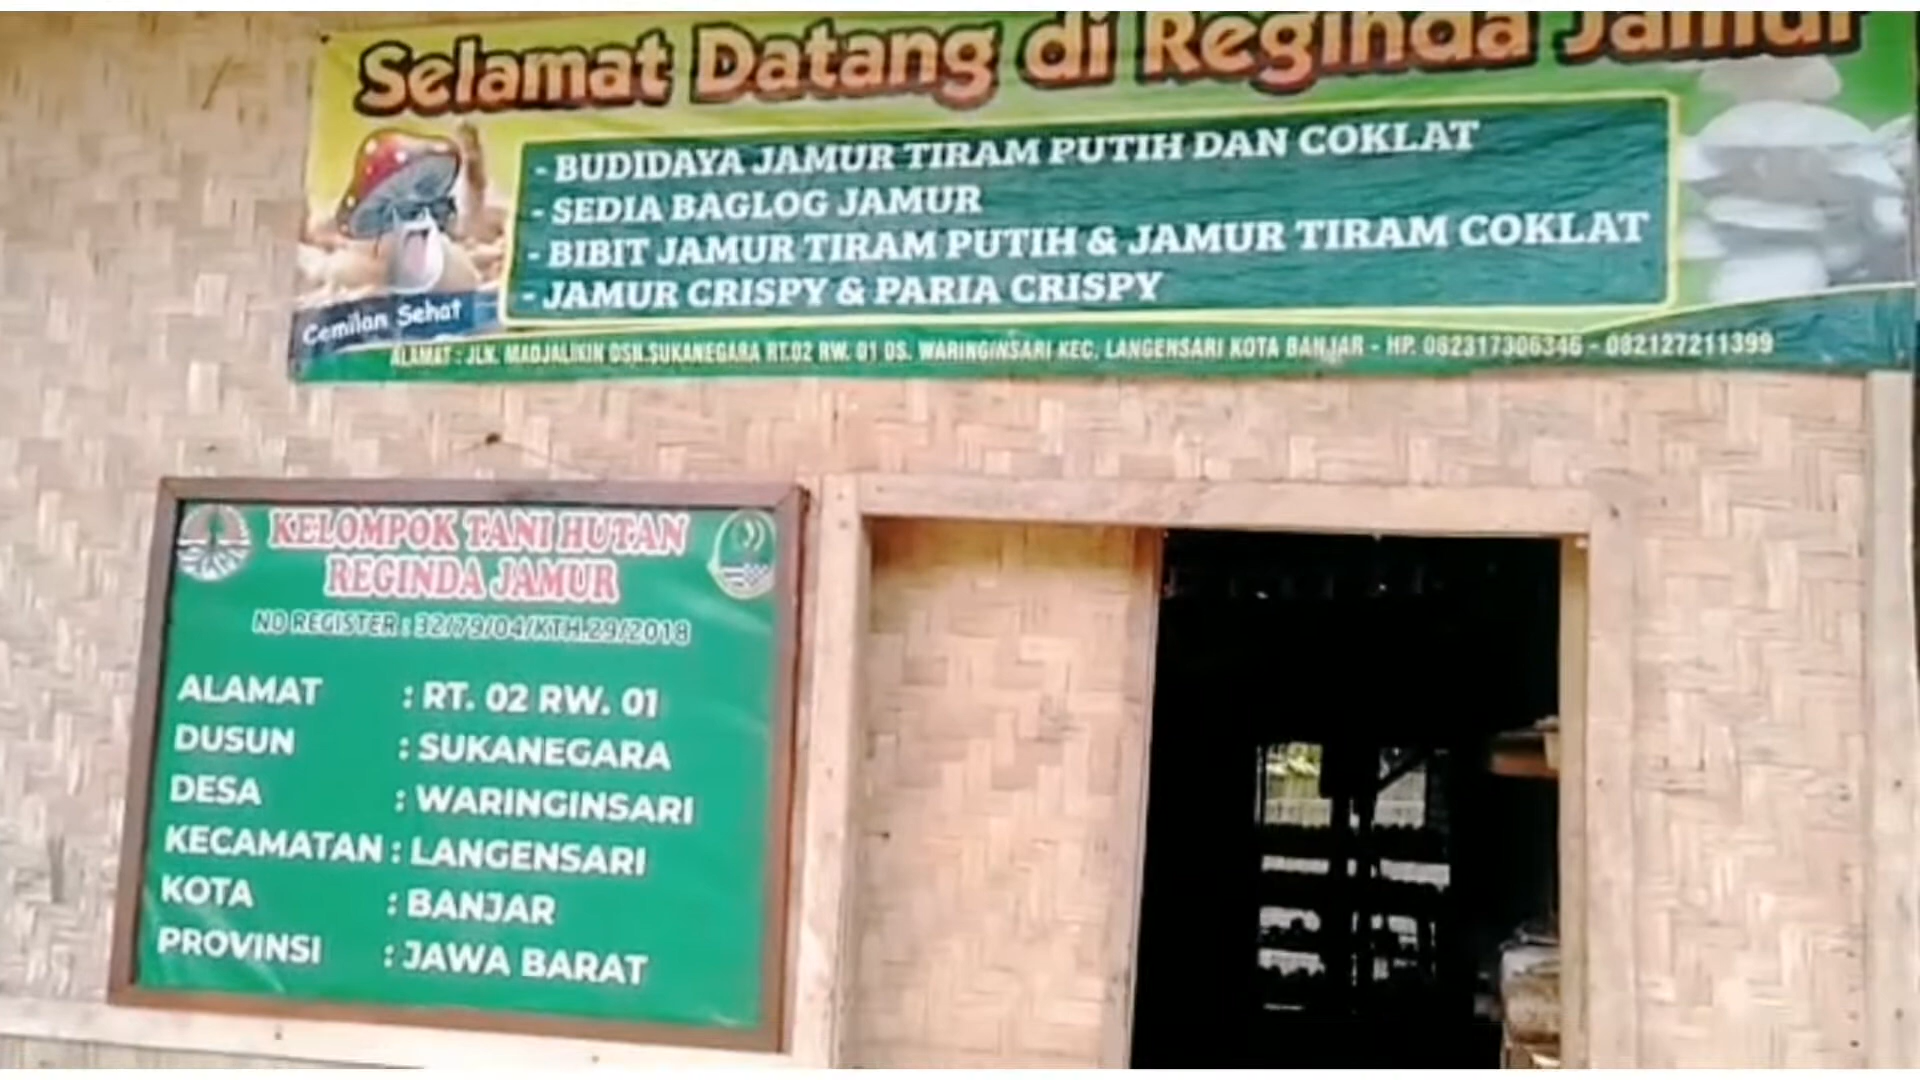 Selamat Datang di Reginda Jamur
- BUDIDAYA JAMUR TIRAM PUTIH DAN COKLAT
- SEDIA BAGLOG JAMUR
- BIBIT JAMUR TIRAM PUTIH & JAMUR TIRAM COKLAT
- JAMUR CRISPY & PARIA CRISPY
Cemilan Sehat
ALAMAT : JLN. MADJALIKIN DSN.SUKANEGARA RT.02 RW. 01 DS. WARINGINSARI KEC. LANGENSARI KOTA BANJAR - HP. 082317306346 - 082127211399
KELOMPOK TANI HUTAN
REGINDA JAMUR
NO REGISTER : 32/79/04/KTH.29/2018
ALAMAT : RT. 02 RW. 01
DUSUN : SUKANEGARA
DESA : WARINGINSARI
KECAMATAN : LANGENSARI
KOTA : BANJAR
PROVINSI : JAWA BARAT